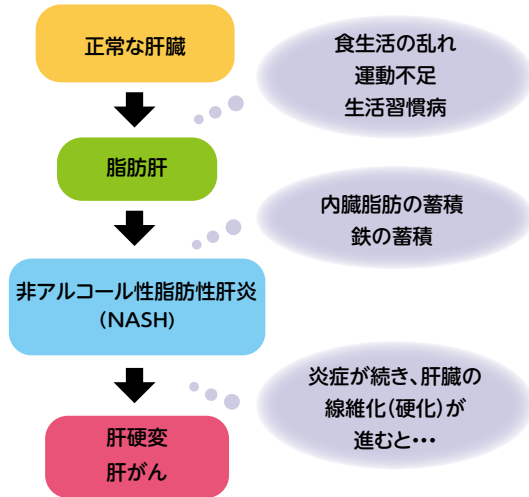 正常な肝臓
食生活の乱れ
運動不足
生活習慣病
脂肪肝
内臓脂肪の蓄積
鉄の蓄積
非アルコール性脂肪性肝炎
(NASH)
炎症が続き、肝臓の
線維化(硬化)が
進むと・・・
肝硬変
肝がん